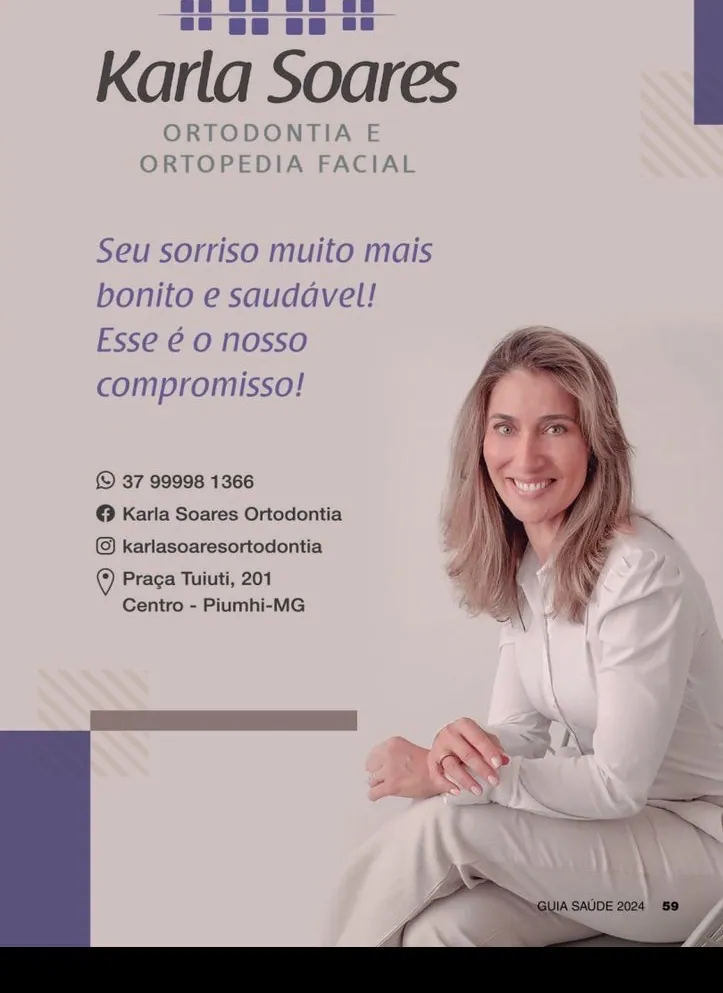 Karla Soares
ORTODONTIA E
ORTOPEDIA FACIAL
Seu sorriso muito mais
bonito e saudável!
Esse é o nosso
compromisso!
37 99998 1366
Karla Soares Ortodontia
karlasoaresortodontia
Praça Tuiuti, 201
Centro - Piumhi-MG
GUIA SAÚDE 2024 59